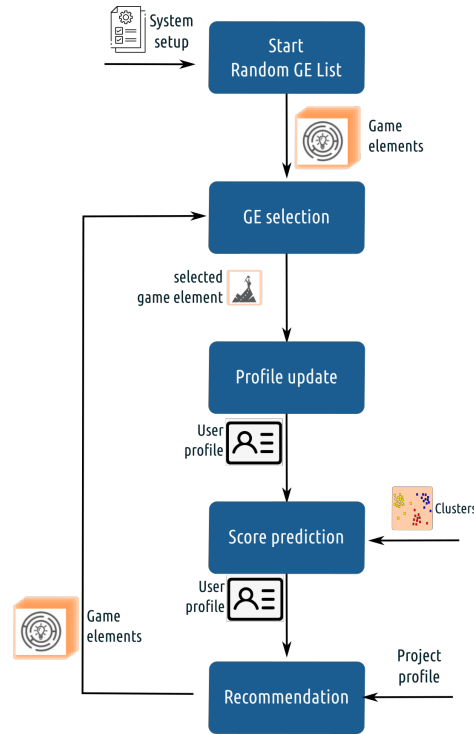 System
setup
Start
Random GE List
Game
elements
GE selection
selected
game element
Profile update
User
profile
Score prediction
Clusters
User
profile
Game
elements
Project
profile
Recommendation